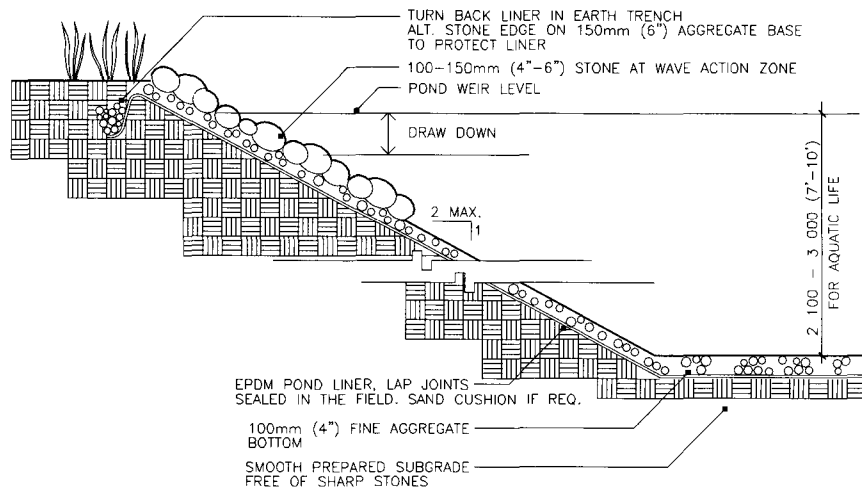 TURN BACK LINER IN EARTH TRENCH
ALT. STONE EDGE ON 150mm (6") AGGREGATE BASE
TO PROTECT LINER
100-150mm (4"-6") STONE AT WAVE ACTION ZONE
POND WEIR LEVEL
DRAW DOWN
2 MAX.
1
2 100 - 3 000 (7'-10')
FOR AQUATIC LIFE
EPDM POND LINER, LAP JOINTS
SEALED IN THE FIELD. SAND CUSHION IF REQ.
100mm (4") FINE AGGREGATE
BOTTOM
SMOOTH PREPARED SUBGRADE
FREE OF SHARP STONES